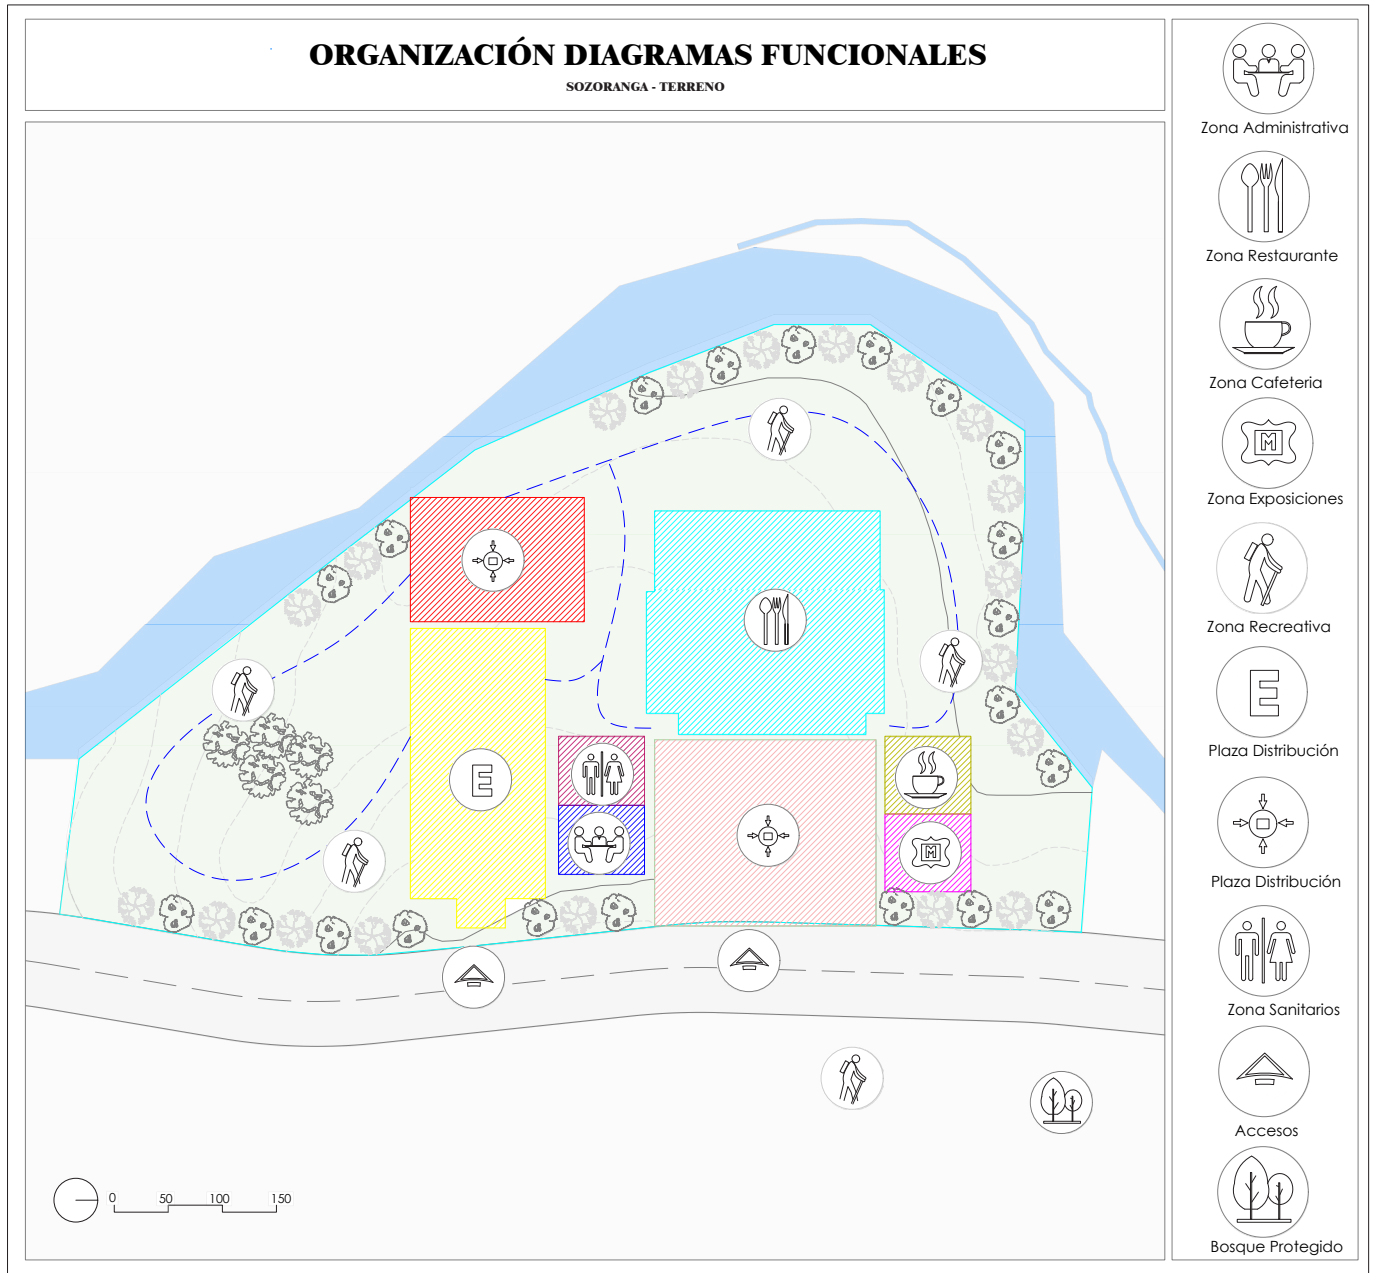 ORGANIZACIÓN DIAGRAMAS FUNCIONALES
SOZORANGA - TERRENO
Zona Administrativa
Zona Restaurante
Zona Cafeteria
M
Zona Exposiciones
Zona Recreativa
E
Plaza Distribución
Plaza Distribución
Zona Sanitarios
Accesos
Bosque Protegido
E
M
0 50 100 150